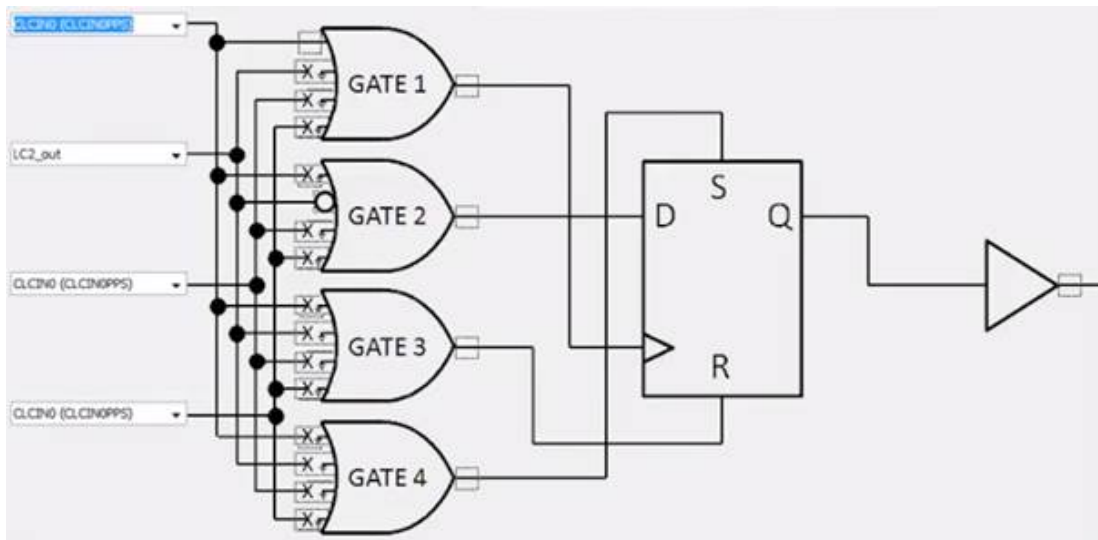 CLCIN0 (CLCIN0PPS)
X
GATE 1
X
X
LC2_out
X
GATE 2
X
X
S
D
Q
CLCIN0 (CLCIN0PPS)
X
X
GATE 3
X
X
R
CLCIN0 (CLCIN0PPS)
X
X
GATE 4
X
X